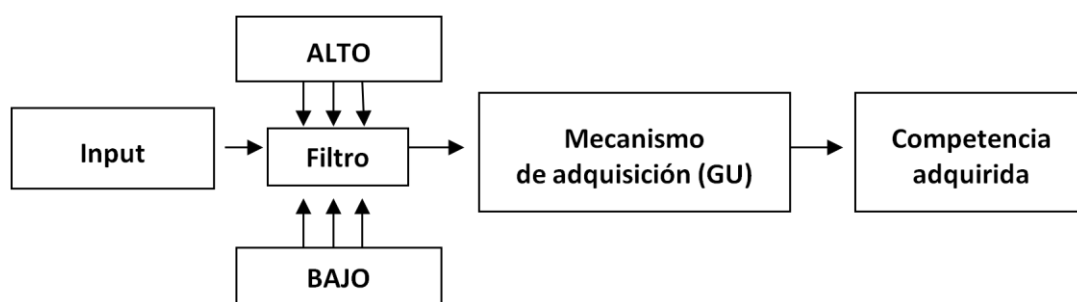 ALTO
Input
Filtro
Mecanismo
de adquisición (GU)
Competencia
adquirida
BAJO